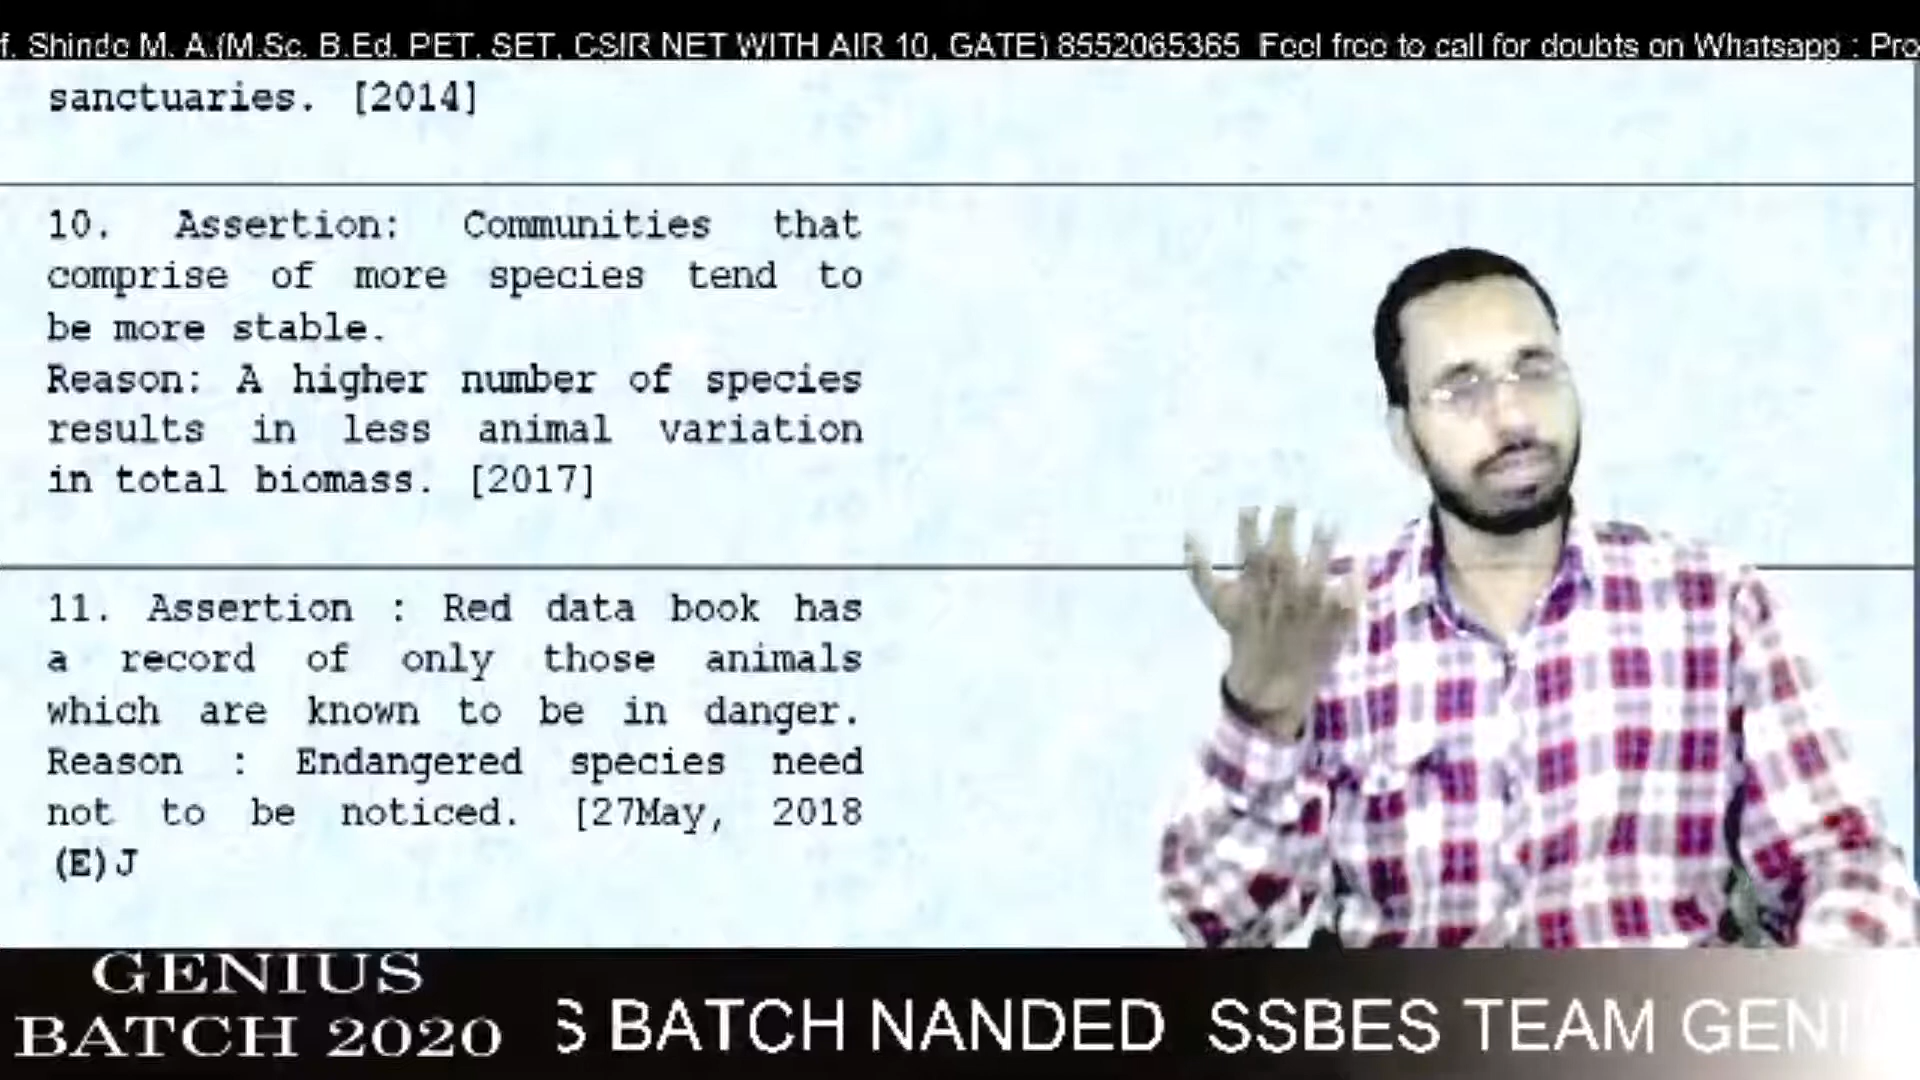 f. Shinde M. A.(M.Sc. B.Ed. PET, SET, CSIR NET WITH AIR 10, GATE) 8552065365 Feel free to call for doubts on Whatsapp : Pro
sanctuaries. [2014]
10. Assertion: Communities that
comprise of more species tend to
be more stable.
Reason: A higher number of species
results in less animal variation
in total biomass. [2017]
11. Assertion : Red data book has
a record of only those animals
which are known to be in danger.
Reason : Endangered species need
not to be noticed. [27May, 2018
(E)J
GENIUS
BATCH 2020
S BATCH NANDED SSBES TEAM GENI